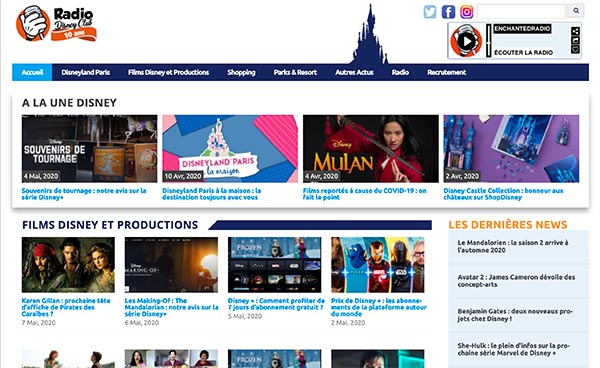 Radio
Disney Club
10 ans
ENCHANTEDRADIO
ÉCOUTER LA RADIO
Accueil
Disneyland Paris
Films Disney et Productions
Shopping
Parks & Resort
Autres Actus
Radio
Recrutement
A LA UNE DISNEY
SOUVENIRS DE
TOURNAGE
4 Mai, 2020
Souvenirs de tournage : notre avis sur la
série Disney+
DISNEYLAND PARIS
à la maison
10 Avr, 2020
Disneyland Paris à la maison : la
destination toujours avec vous
Disney
MULAN
4 Avr, 2020
Films reportés à cause du COVID-19 : on
fait le point
2 Avr, 2020
Disney Castle Collection : honneur aux
châteaux sur ShopDisney
FILMS DISNEY ET PRODUCTIONS
Karen Gillan : prochaine tête
d'affiche de Pirates des
Caraïbes ?
7 Mai, 2020
MAKING-OF
Les Making-Of : The
Mandalorian : notre avis sur la
série Disney+
6 Mai, 2020
FROZEN
Disney + : Comment profiter de
7 jours d'abonnement gratuit ?
5 Mai, 2020
Prix de Disney + : les abonne-
ments de la plateforme autour
du monde
2 Mai, 2020
FROZEN
LES DERNIÈRES NEWS
Le Mandalorien : la saison 2 arrive à
l'automne 2020
Avatar 2 : James Cameron dévoile des
concept-arts
Benjamin Gates : deux nouveaux pro-
jets chez Disney !
She-Hulk : le plein d'infos sur la pro-
chaine série Marvel de Disney +